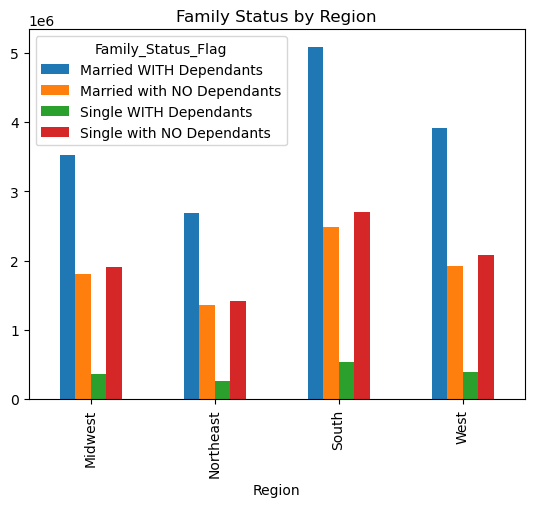 Family Status by Region
1e6
Family_Status_Flag
Married WITH Dependants
Married with NO Dependants
Single WITH Dependants
Single with NO Dependants
5
4
3
2
1
0
Midwest
Northeast
South
West
Region